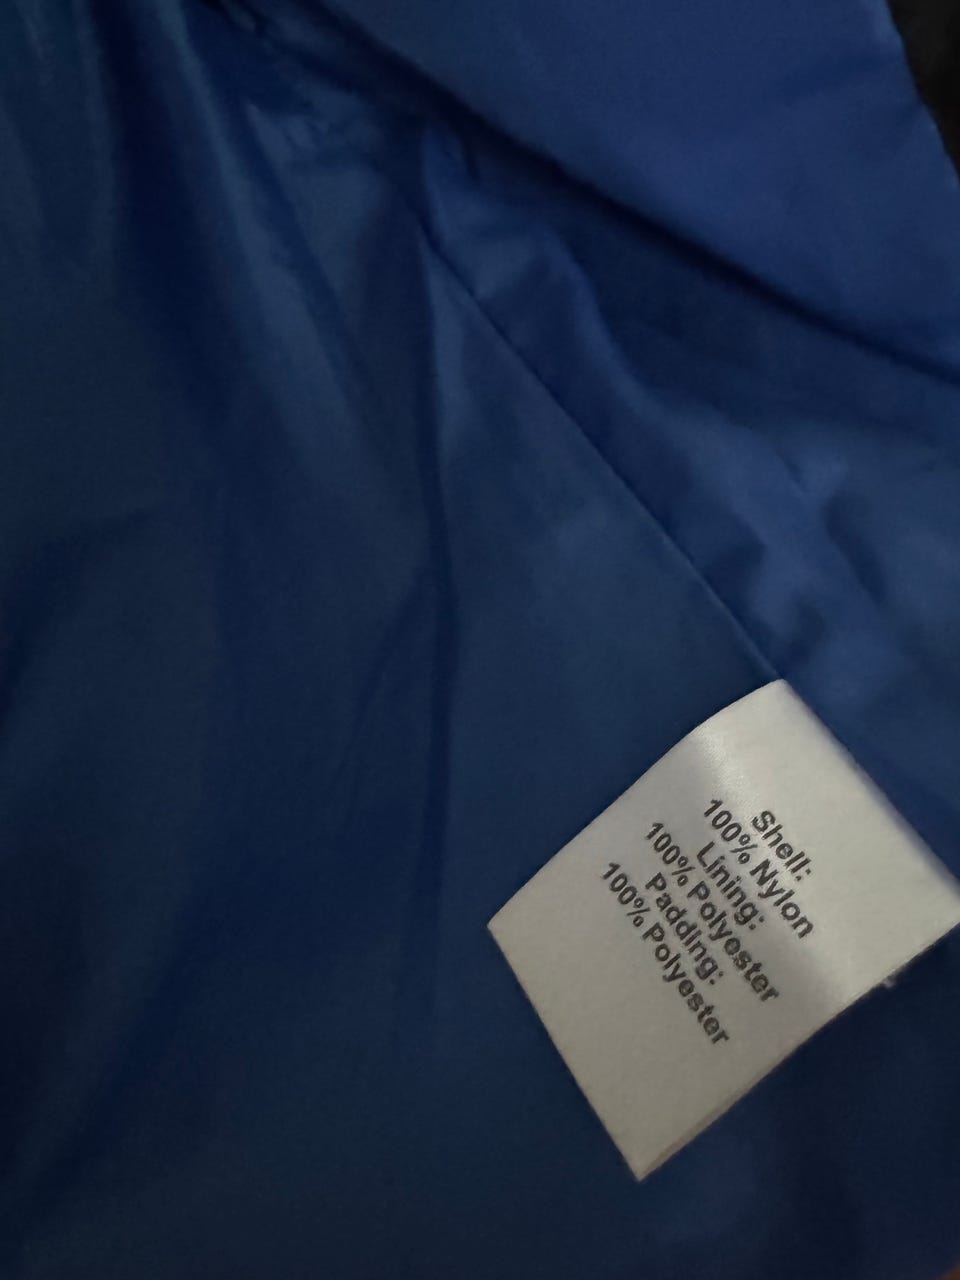 Shell:
100% Nylon
Lining:
100% Polyester
Padding:
100% Polyester